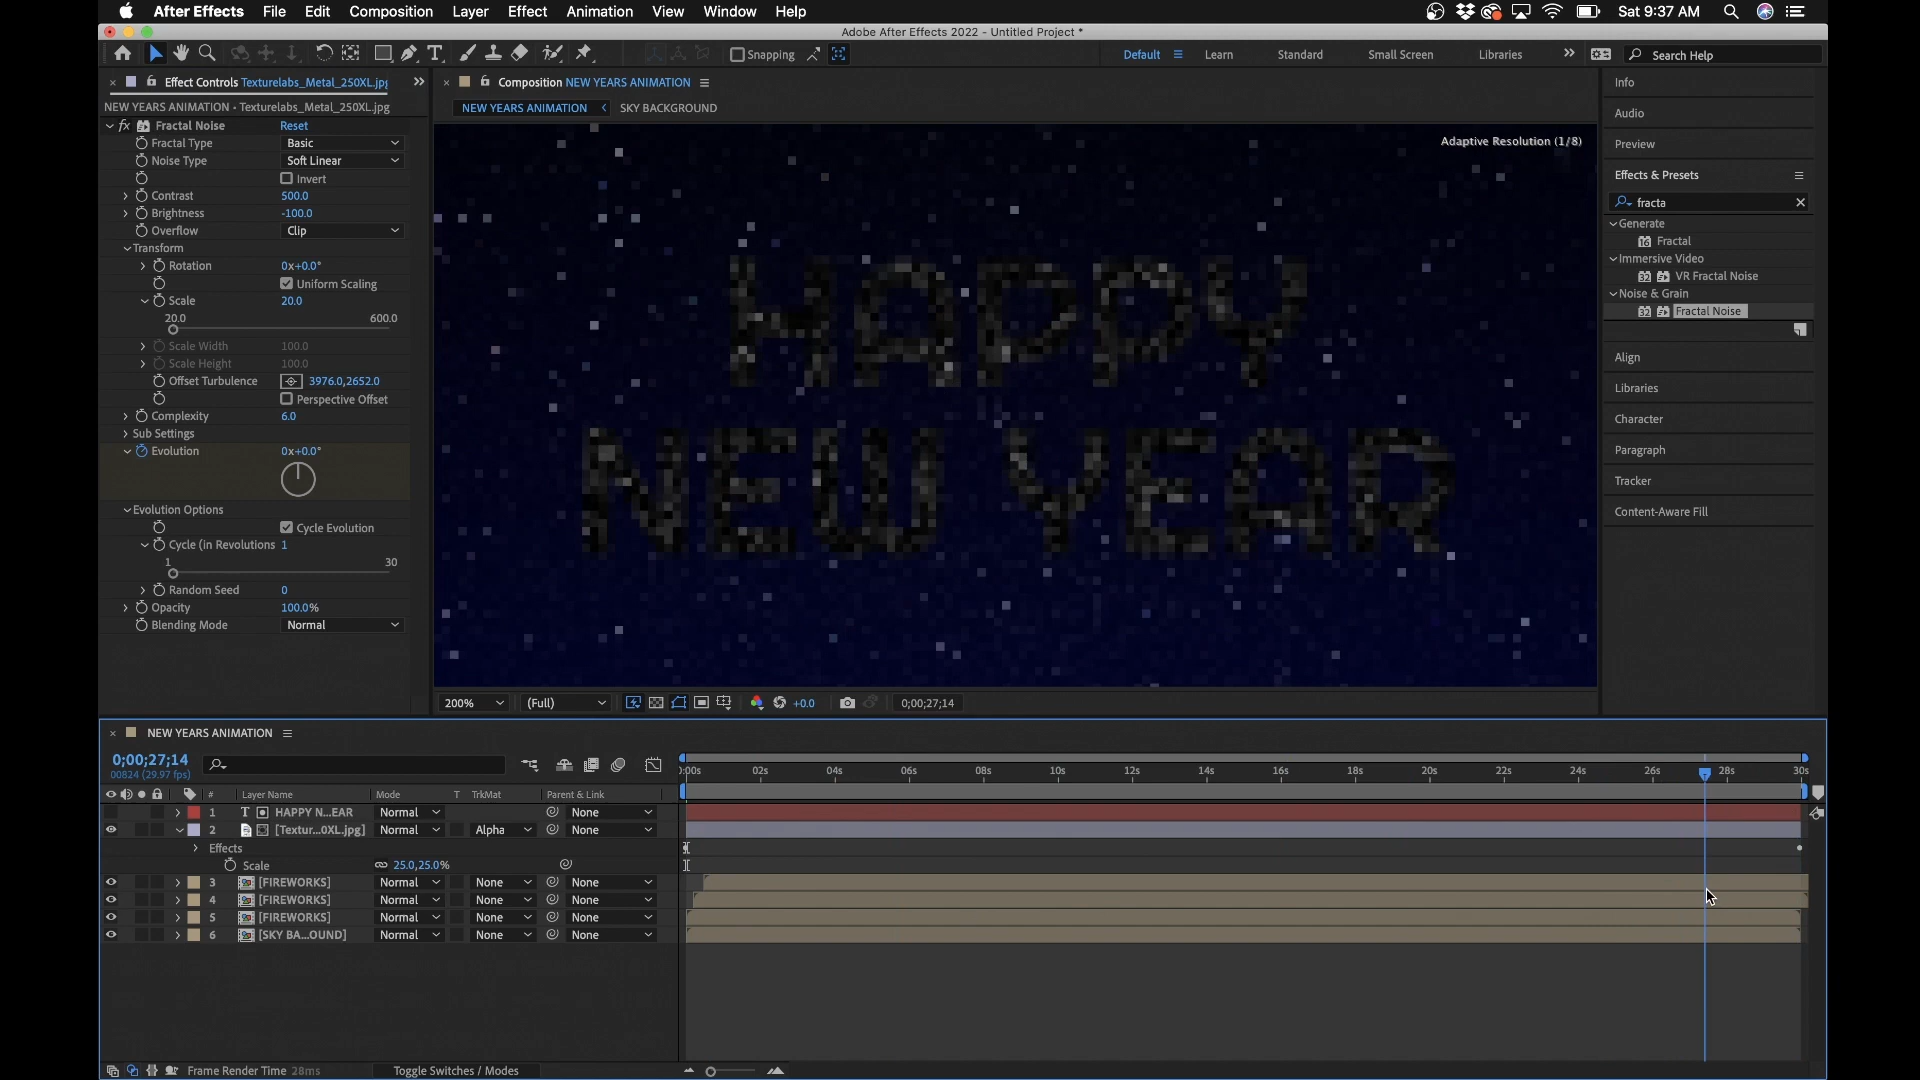 After Effects File Edit Composition Layer Effect Animation View Window Help Sat 9:37 AM
Adobe After Effects 2022 - Untitled Project *
Snapping Default Learn Standard Small Screen Libraries Search Help
Effect Controls Texturelabs_Metal_250XL.jpg Composition NEW YEARS ANIMATION Info
NEW YEARS ANIMATION • Texturelabs_Metal_250XL.jpg NEW YEARS ANIMATION SKY BACKGROUND
fx Fractal Noise Reset
Fractal Type Basic
Noise Type Soft Linear
Invert
Contrast 500.0
Brightness -100.0
Overflow Clip
Transform
Rotation 0x+0.0°
Uniform Scaling
Scale 20.0
20.0 600.0
Scale Width 100.0
Scale Height 100.0
Offset Turbulence 3976.0,2652.0
Perspective Offset
Complexity 6.0
Sub Settings
Evolution 0x+0.0°
Evolution Options
Cycle Evolution
Cycle (in Revolutions 1
1 30
Random Seed 0
Opacity 100.0%
Blending Mode Normal
Adaptive Resolution (1/8)
HAPPY
NEW YEAR
200% (Full) +0.0 0;00;27;14
Audio
Preview
Effects & Presets
fracta
Generate
16 Fractal
Immersive Video
32 VR Fractal Noise
Noise & Grain
32 Fractal Noise
Align
Libraries
Character
Paragraph
Tracker
Content-Aware Fill
NEW YEARS ANIMATION
0;00;27;14
00824 (29.97 fps)
0:00s 02s 04s 06s 08s 10s 12s 14s 16s 18s 20s 22s 24s 26s 28s 30s
# Layer Name Mode T TrkMat Parent & Link
1 T HAPPY N...EAR Normal None
2 [Textur...0XL.jpg] Normal Alpha None
Effects
Scale 25.0,25.0%
3 [FIREWORKS] Normal None None
4 [FIREWORKS] Normal None None
5 [FIREWORKS] Normal None None
6 [SKY BA...OUND] Normal None None
Frame Render Time 28ms Toggle Switches / Modes